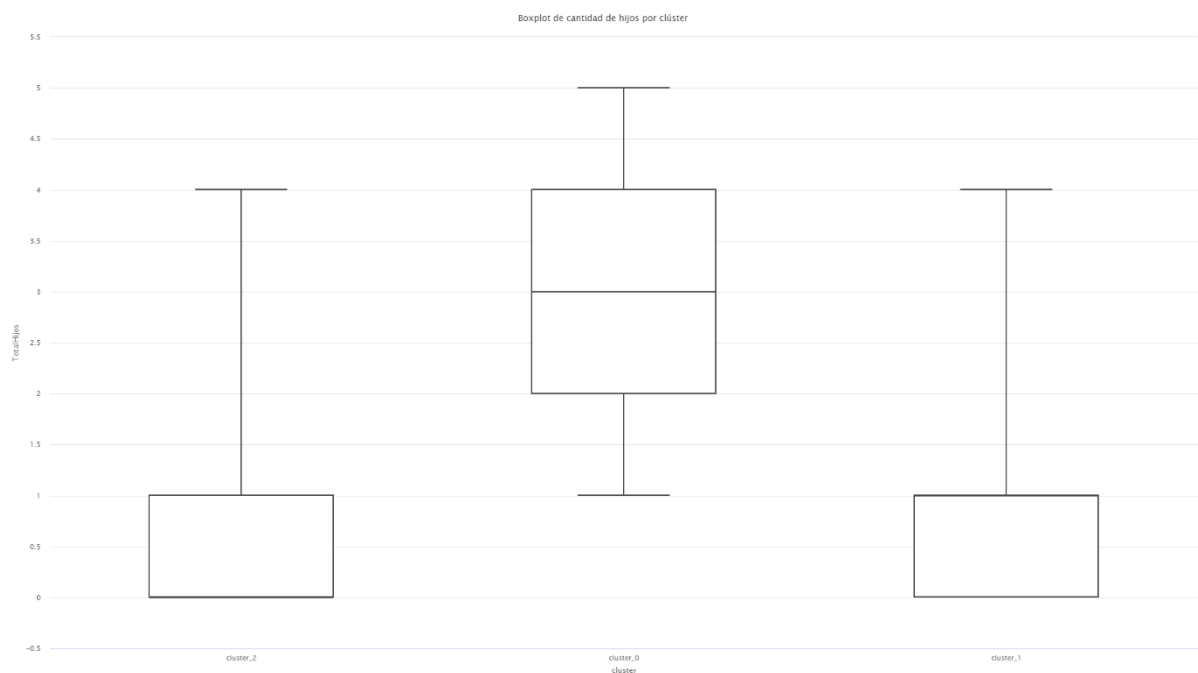 Boxplot de cantidad de hijos por clúster
5.5
5
4.5
4
3.5
3
2.5
2
1.5
1
0.5
0
-0.5
TotalHijos
cluster_2
cluster_0
cluster_1
cluster